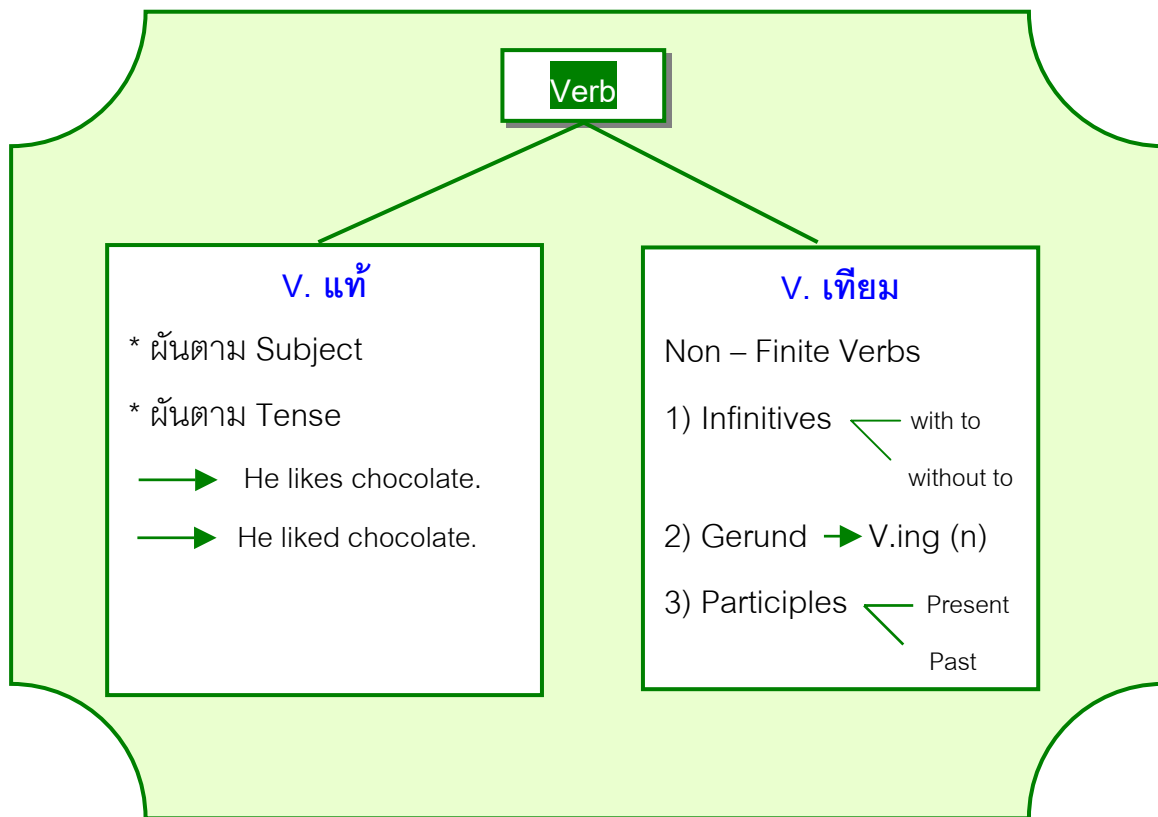 Verb
V. แท้
* ผันตาม Subject
* ผันตาม Tense
He likes chocolate.
He liked chocolate.
V. เทียม
Non – Finite Verbs
1) Infinitives with to
without to
2) Gerund V.ing (n)
3) Participles Present
Past